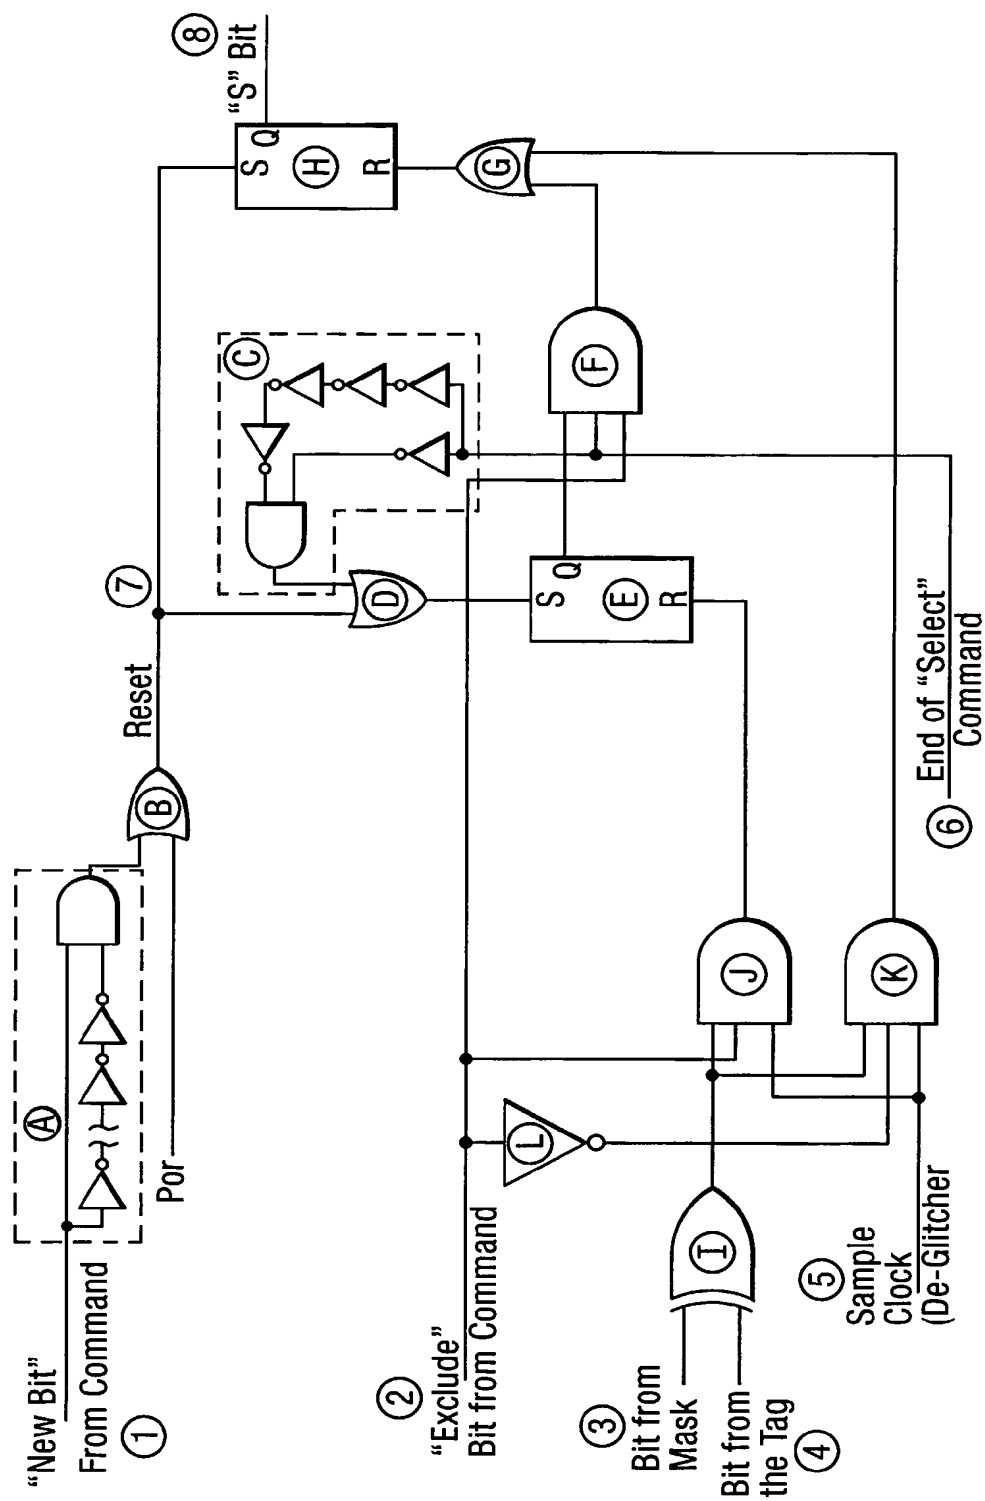 "New Bit"
From Command
1
A
Por
B
Reset
7
8
"S" Bit
S
Q
H
R
C
D
G
F
S
Q
E
R
2
"Exclude"
Bit from Command
L
J
K
3
Bit from
Mask
Bit from
the Tag
4
I
5
Sample
Clock
(De-Glitcher
6
End of "Select"
Command